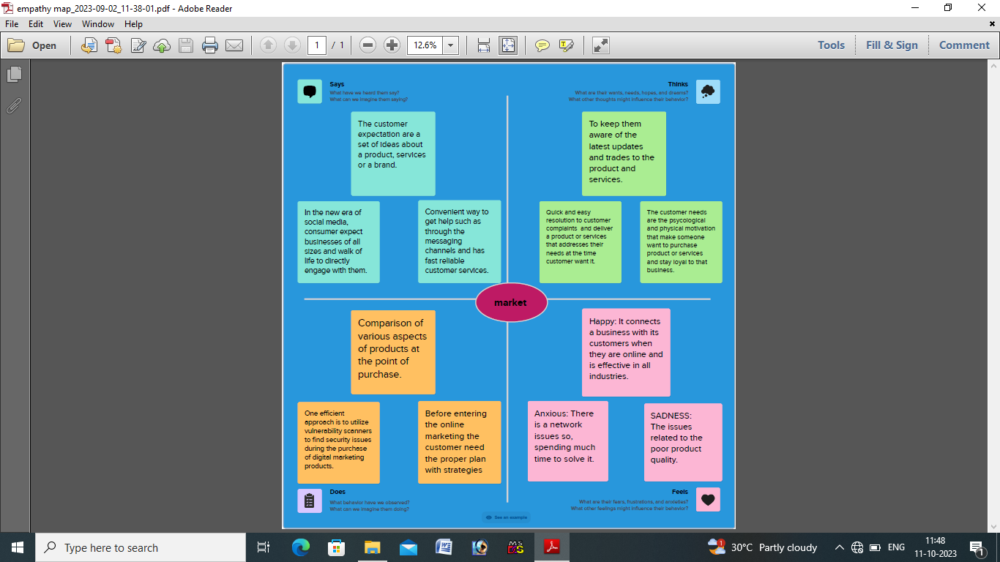 empathy map_2023-09-02_11-38-01.pdf - Adobe Reader
File Edit View Window Help
Open 1 / 1 12.6% Tools Fill & Sign Comment
Says
What have we heard them say?
What can we imagine them saying?
Thinks
What are their wants, needs, hopes, and dreams?
What other thoughts might influence their behavior?
The customer
expectation are a
set of ideas about
a product, services
or a brand.
To keep them
aware of the
latest updates
and trades to the
product and
services.
In the new era of
social media,
consumer expect
businesses of all
sizes and walk of
life to directly
engage with them.
Convenient way to
get help such as
through the
messaging
channels and has
fast reliable
customer services.
Quick and easy
resolution to customer
complaints and deliver
a product or services
that addresses their
needs at the time
customer want it.
The customer needs
are the psycological
and physical motivation
that make someone
want to purchase
product or services
and stay loyal to that
business.
market
Comparison of
various aspects
of products at
the point of
purchase.
Happy: It connects
a business with its
customers when
they are online and
is effective in all
industries.
One efficient
approach is to utilize
vulnerability scanners
to find security issues
during the purchase
of digital marketing
products.
Before entering
the online
marketing the
customer need
the proper plan
with strategies
Anxious: There
is a network
issues so,
spending much
time to solve it.
SADNESS:
The issues
related to the
poor product
quality.
Does
What behavior have we observed?
What can we imagine them doing?
Feels
What are their fears, frustrations, and anxieties?
What other feelings might influence their behavior?
See an example
Type here to search
1
30°C Partly cloudy
ENG
11:48
11-10-2023
1